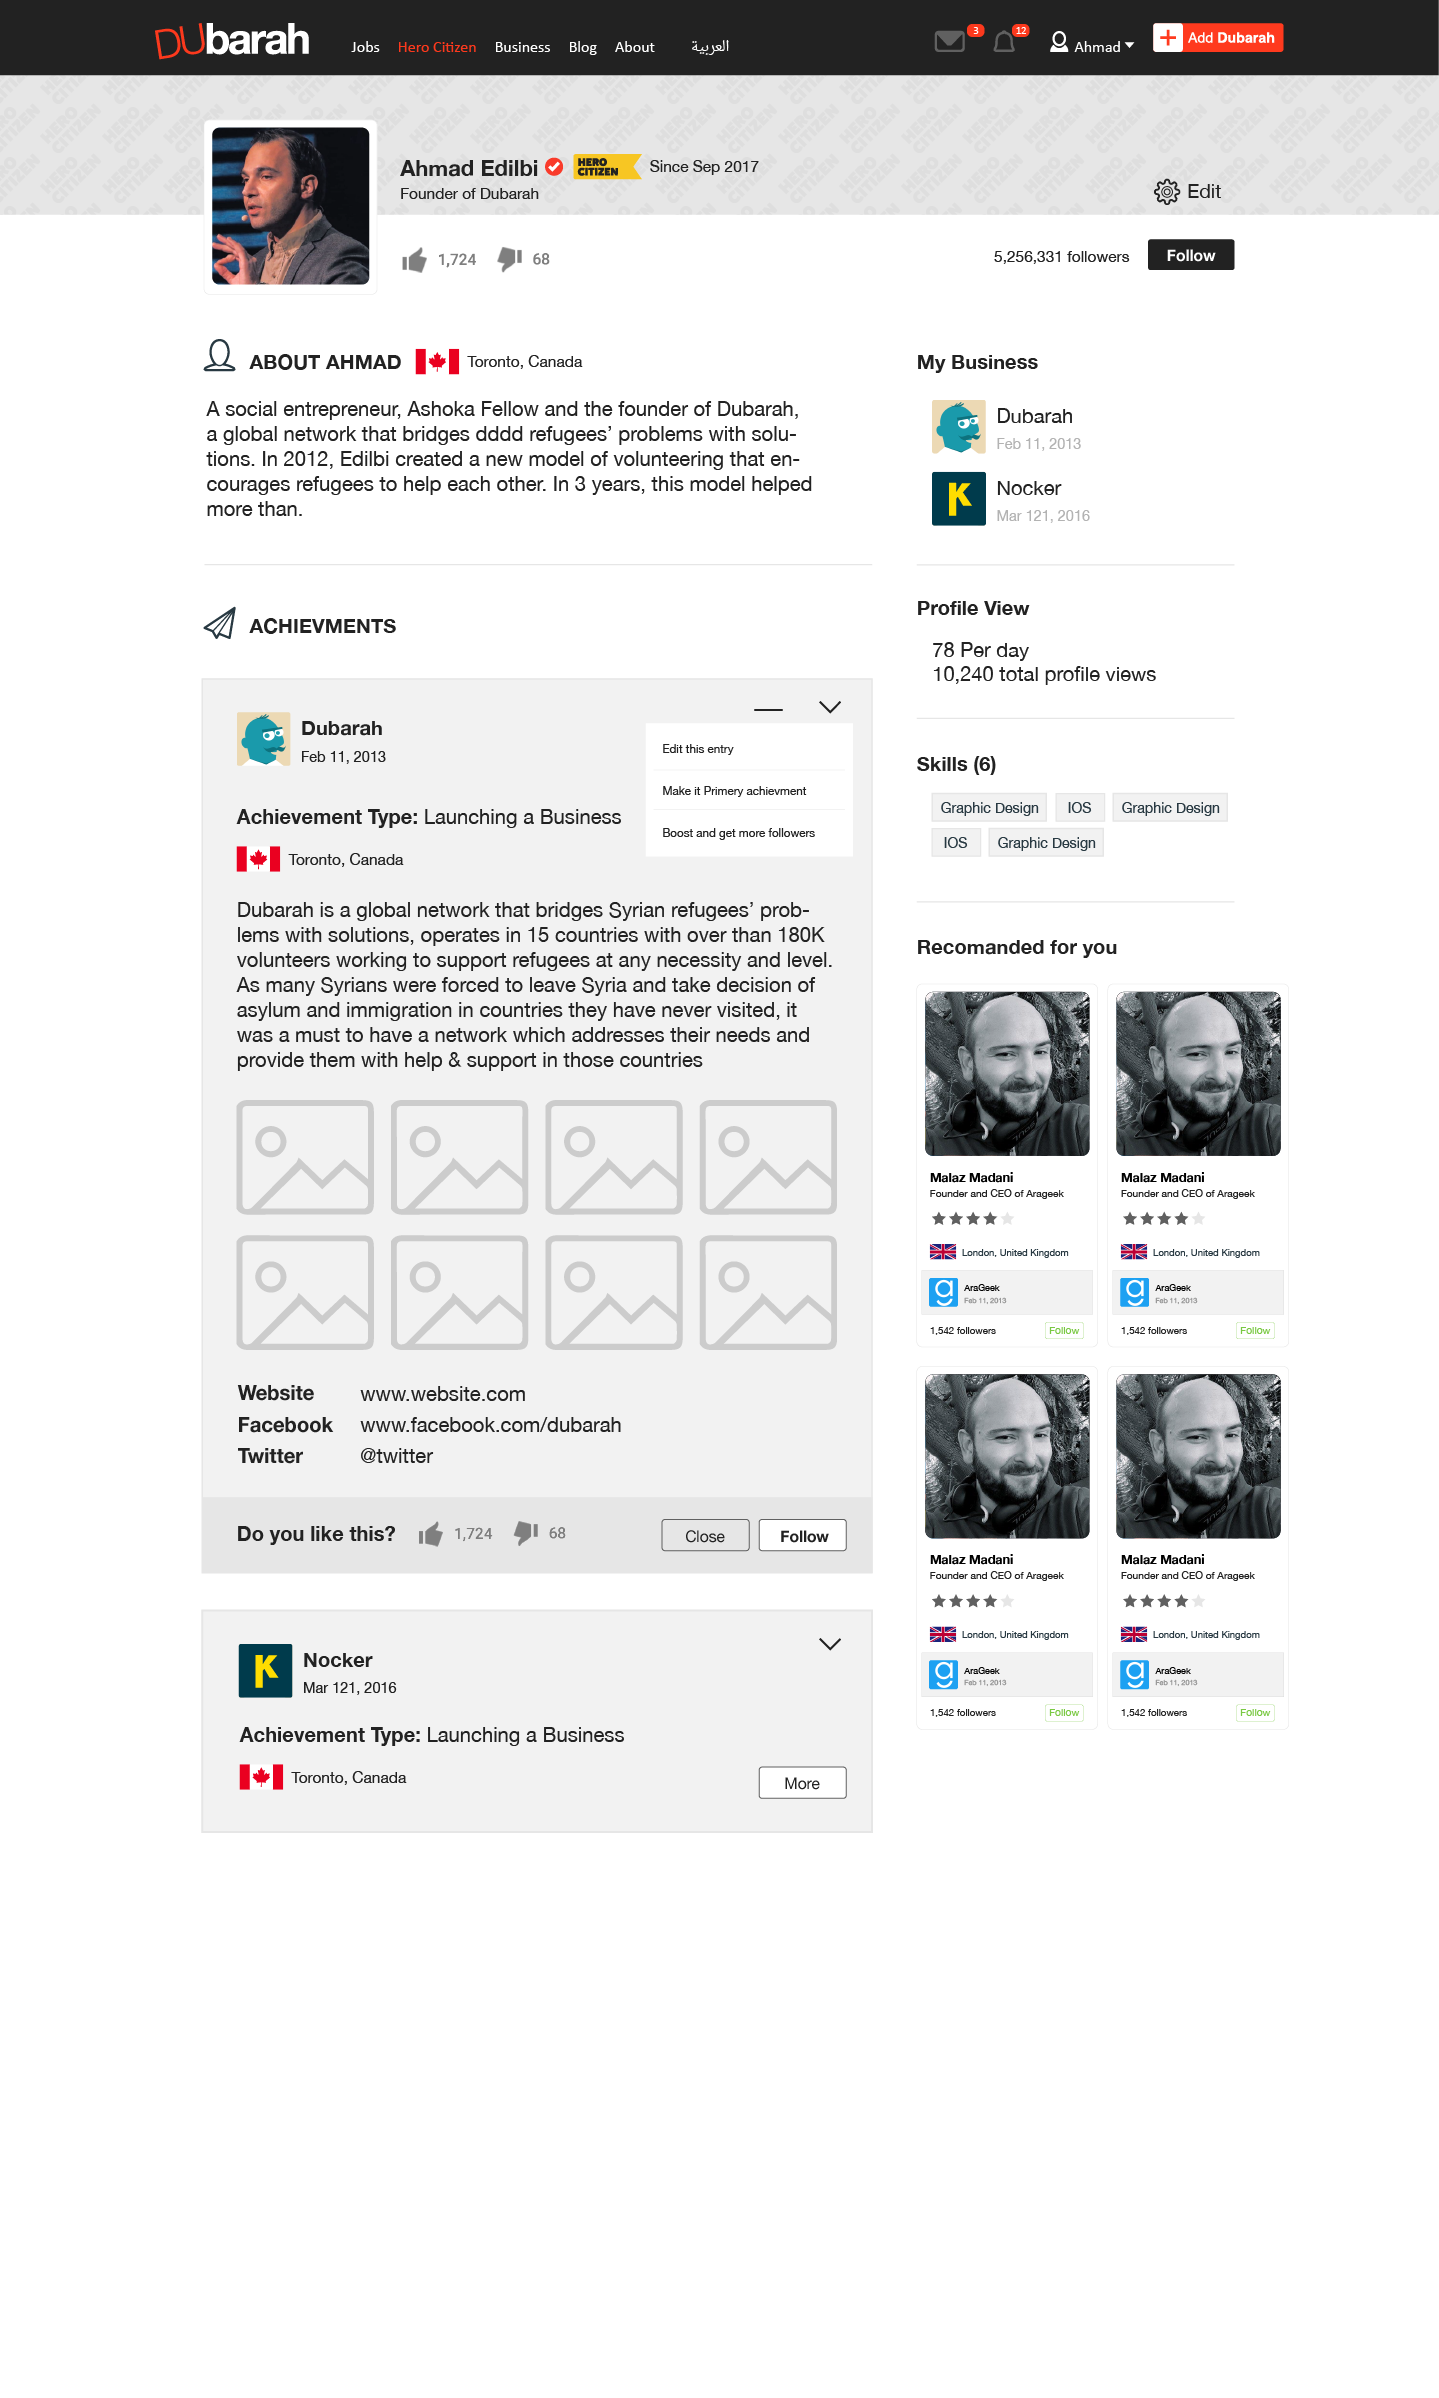 DUbarah
Jobs Hero Citizen Business Blog About العربية
3 12 Ahmad Add Dubarah
Ahmad Edilbi HERO CITIZEN Since Sep 2017
Founder of Dubarah
Edit
1,724 68
5,256,331 followers Follow
ABOUT AHMAD Toronto, Canada
A social entrepreneur, Ashoka Fellow and the founder of Dubarah,
a global network that bridges dddd refugees’ problems with solu-
tions. In 2012, Edilbi created a new model of volunteering that en-
courages refugees to help each other. In 3 years, this model helped
more than.
My Business
Dubarah
Feb 11, 2013
Nocker
Mar 121, 2016
Profile View
78 Per day
10,240 total profile views
Skills (6)
Graphic Design IOS Graphic Design
IOS Graphic Design
ACHIEVMENTS
Dubarah
Feb 11, 2013
Edit this entry
Make it Primery achievment
Boost and get more followers
Achievement Type: Launching a Business
Toronto, Canada
Dubarah is a global network that bridges Syrian refugees’ prob-
lems with solutions, operates in 15 countries with over than 180K
volunteers working to support refugees at any necessity and level.
As many Syrians were forced to leave Syria and take decision of
asylum and immigration in countries they have never visited, it
was a must to have a network which addresses their needs and
provide them with help & support in those countries
Website www.website.com
Facebook www.facebook.com/dubarah
Twitter @twitter
Do you like this? 1,724 68 Close Follow
K
Nocker
Mar 121, 2016
Achievement Type: Launching a Business
Toronto, Canada
More
Recomanded for you
Malaz Madani
Founder and CEO of Arageek
London, United Kingdom
AraGeek
Feb 11, 2013
1,542 followers Follow
Malaz Madani
Founder and CEO of Arageek
London, United Kingdom
AraGeek
Feb 11, 2013
1,542 followers Follow
Malaz Madani
Founder and CEO of Arageek
London, United Kingdom
AraGeek
Feb 11, 2013
1,542 followers Follow
Malaz Madani
Founder and CEO of Arageek
London, United Kingdom
AraGeek
Feb 11, 2013
1,542 followers Follow